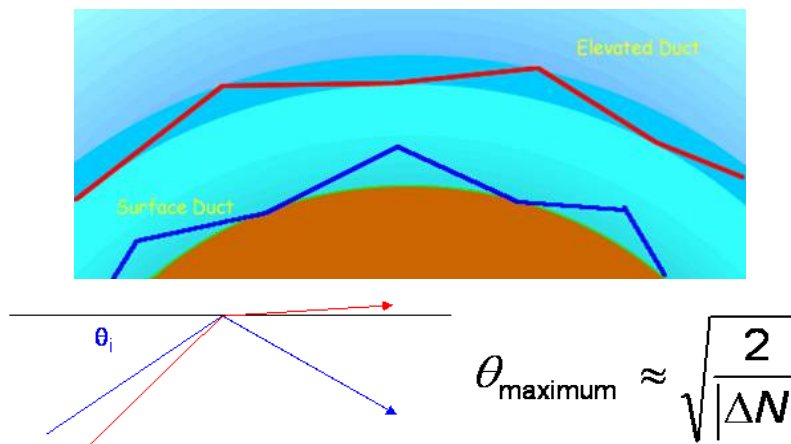 Elevated Duct
Surface Duct
θi
θmaximum ≈ √2/|ΔN